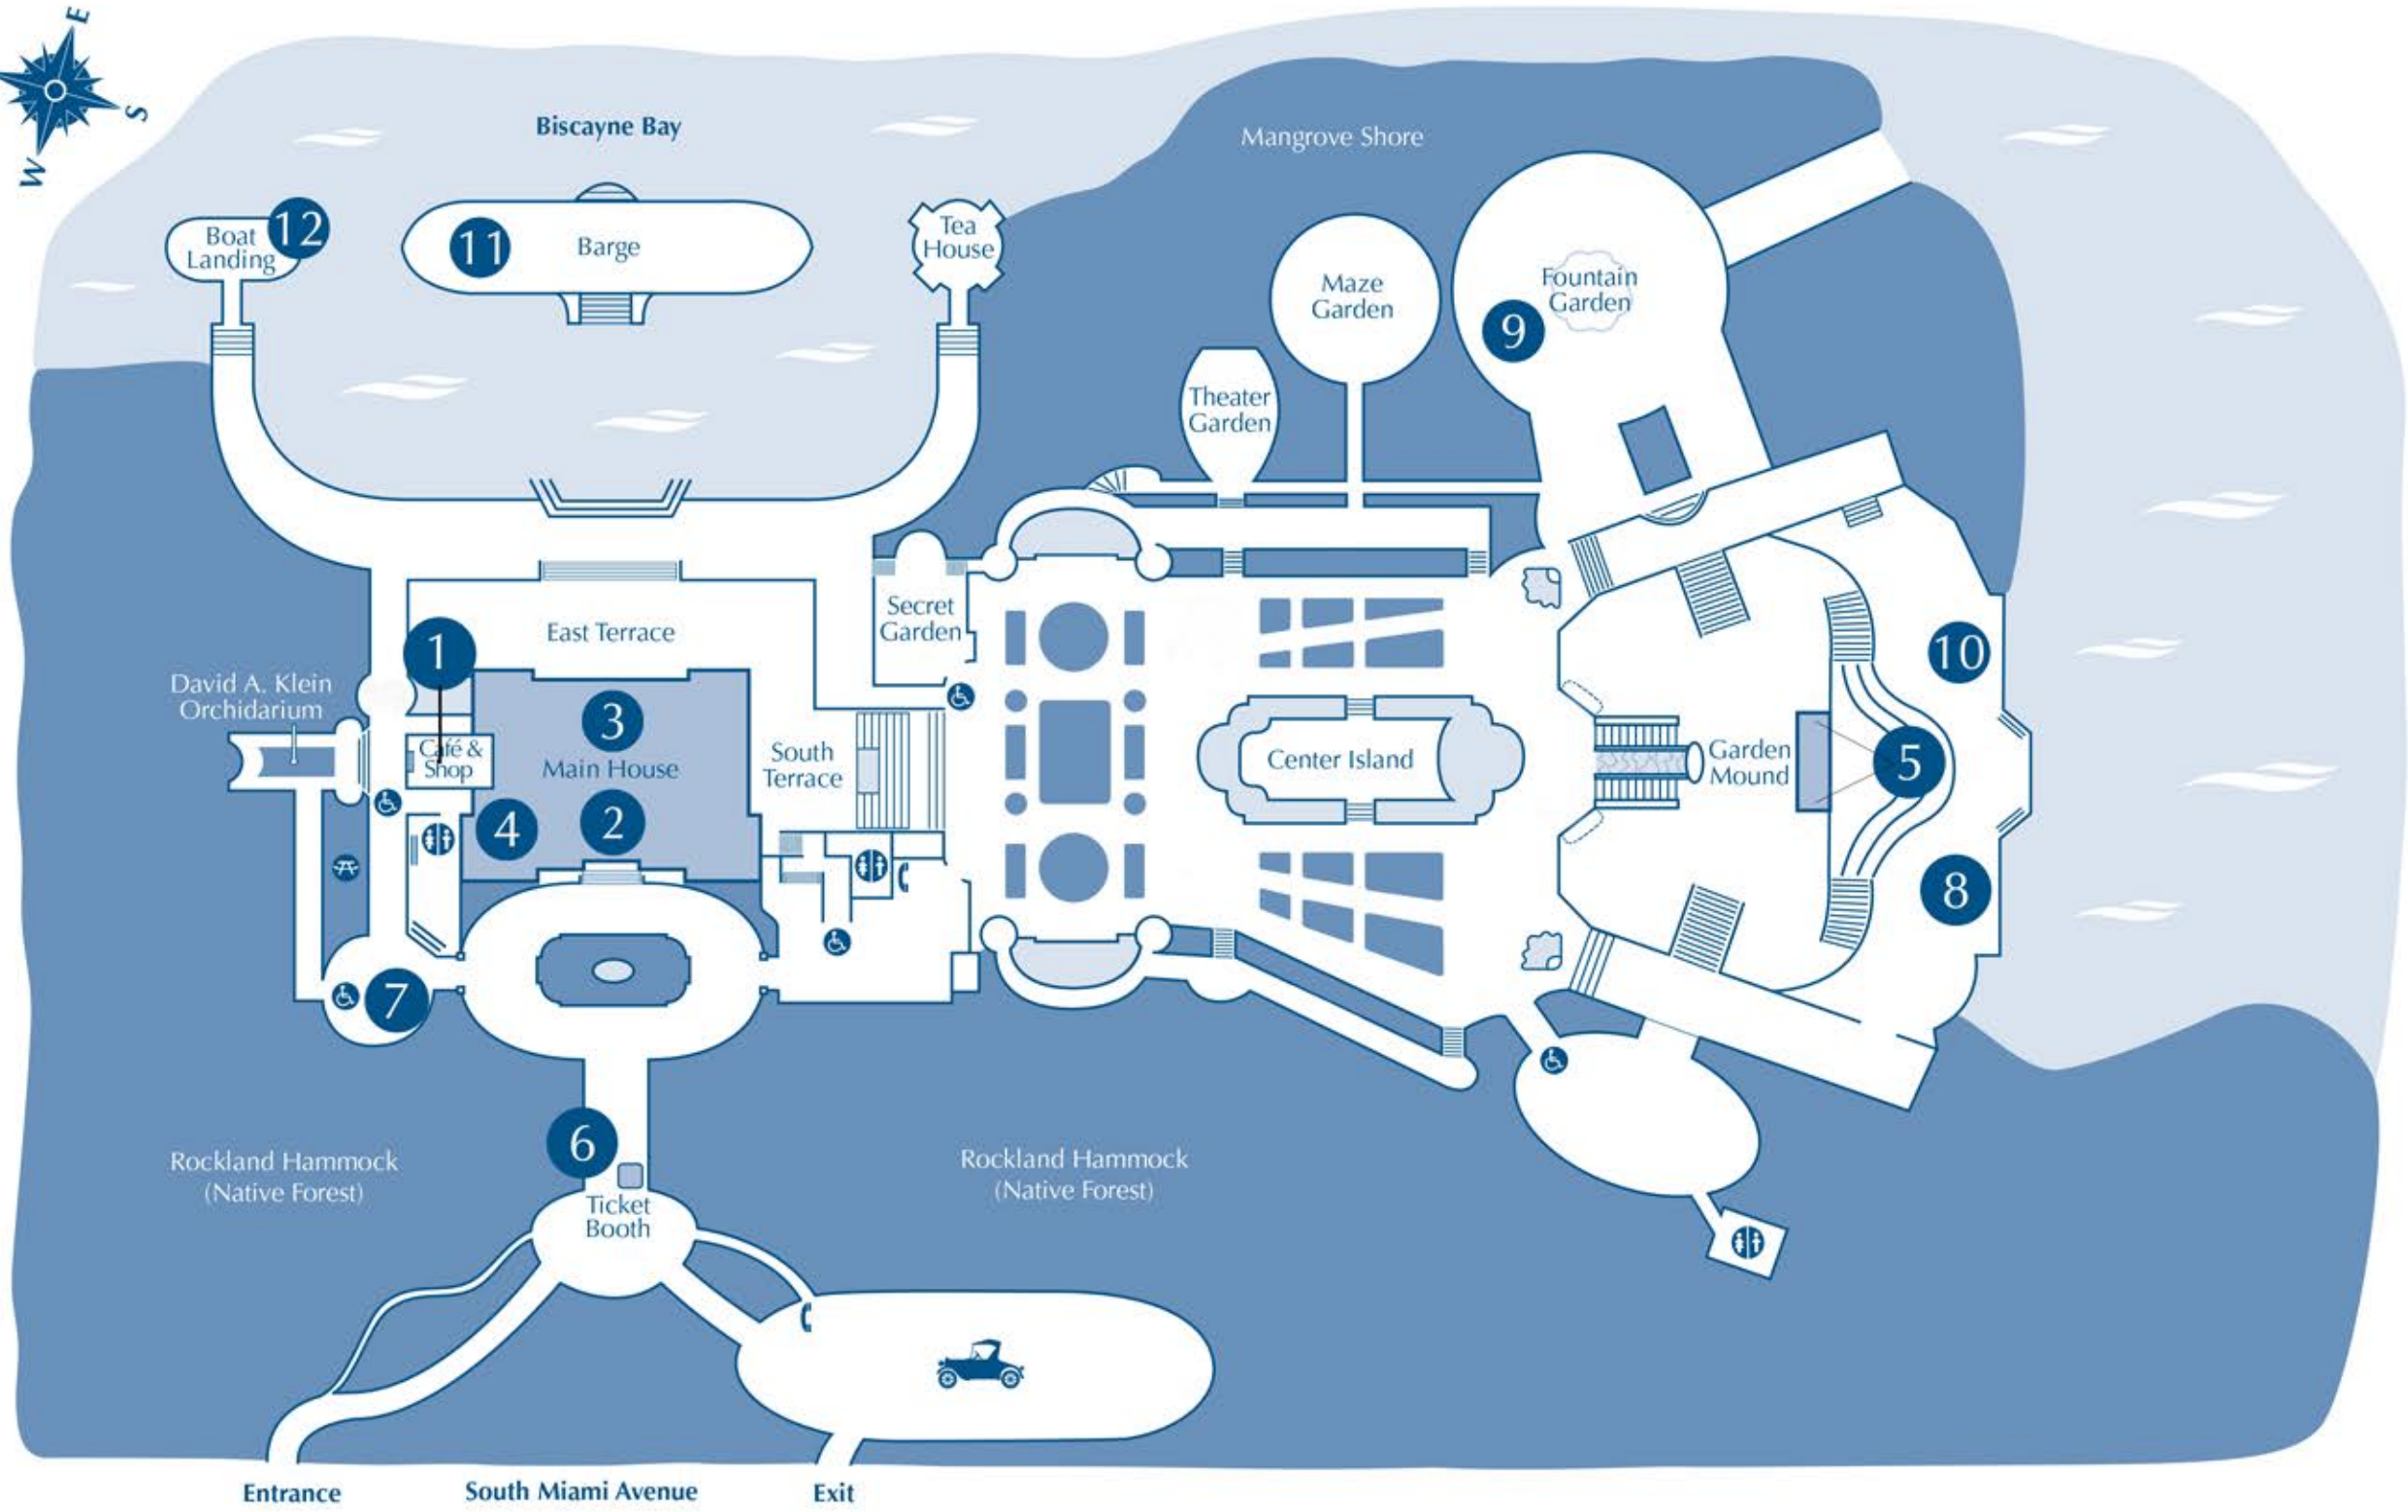 E
S
W
Biscayne Bay
Mangrove Shore
12
Boat
Landing
11
Barge
Tea
House
Maze
Garden
Fountain
Garden
9
Theater
Garden
Secret
Garden
East Terrace
1
10
David A. Klein
Orchidarium
3
Café &
Shop
Main House
South
Terrace
Center Island
Garden
Mound
5
4
2
8
7
6
Rockland Hammock
(Native Forest)
Rockland Hammock
(Native Forest)
Ticket
Booth
Entrance
South Miami Avenue
Exit